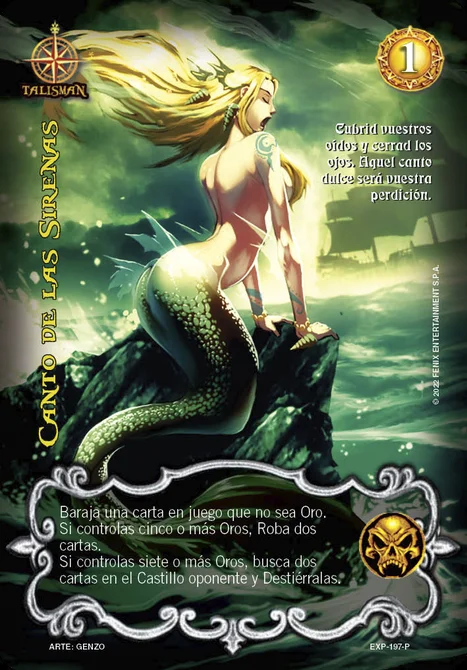 TALISMAN
1
CANTO DE LAS SIRENAS
Cubrid vuestros
oídos y cerrad los
ojos. Aquel canto
dulce será vuestra
perdición.
© 2022 FENIX ENTERTAINMENT S.P.A.
Baraja una carta en juego que no sea Oro.
Si controlas cinco o más Oros, Roba dos
cartas.
Si controlas siete o más Oros, busca dos
cartas en el Castillo oponente y Destiérralas.
ARTE: GENZO
EXP-197-P